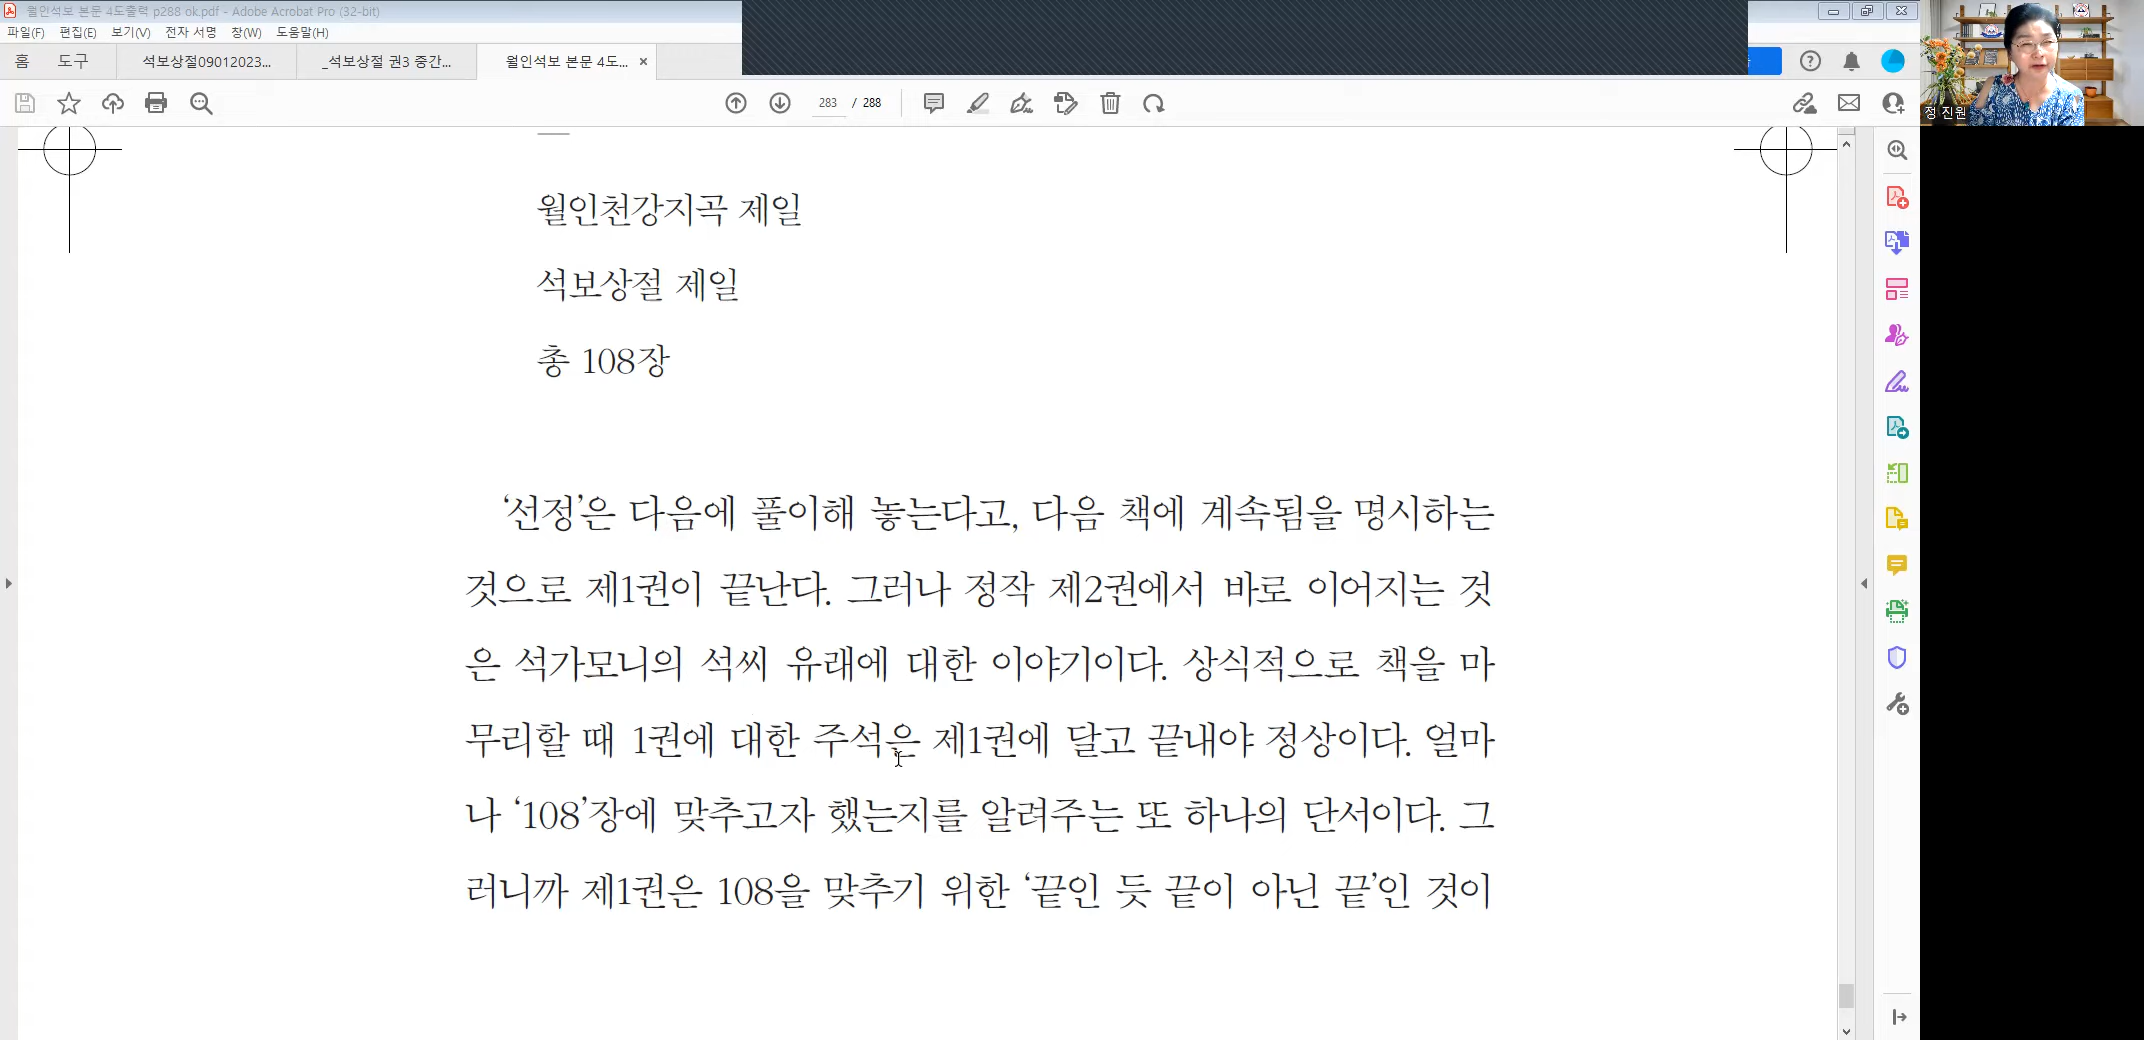 월인석보 본문 4도출력 p288 ok.pdf - Adobe Acrobat Pro (32-bit)
파일(F) 편집(E) 보기(V) 전자 서명 창(W) 도움말(H)
홈 도구 석보상절09012023... _석보상절 권3 중간... 월인석보 본문 4도... ×
283 / 288
정 진원
월인천강지곡 제일
석보상절 제일
총 108장
‘선정’은 다음에 풀이해 놓는다고, 다음 책에 계속됨을 명시하는
것으로 제1권이 끝난다. 그러나 정작 제2권에서 바로 이어지는 것
은 석가모니의 석씨 유래에 대한 이야기이다. 상식적으로 책을 마
무리할 때 1권에 대한 주석은 제1권에 달고 끝내야 정상이다. 얼마
나 ‘108’장에 맞추고자 했는지를 알려주는 또 하나의 단서이다. 그
러니까 제1권은 108을 맞추기 위한 ‘끝인 듯 끝이 아닌 끝’인 것이